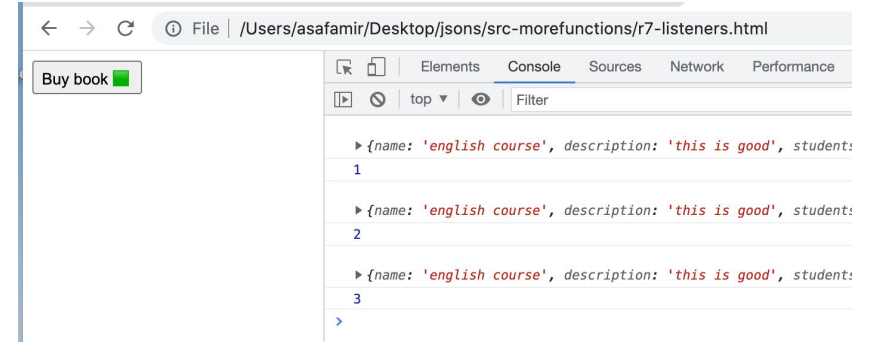 File | /Users/asafamir/Desktop/jsons/src-morefunctions/r7-listeners.html
Buy book
Elements Console Sources Network Performance
top ▼ Filter
▶ {name: 'english course', description: 'this is good', students
1
▶ {name: 'english course', description: 'this is good', students
2
▶ {name: 'english course', description: 'this is good', students
3